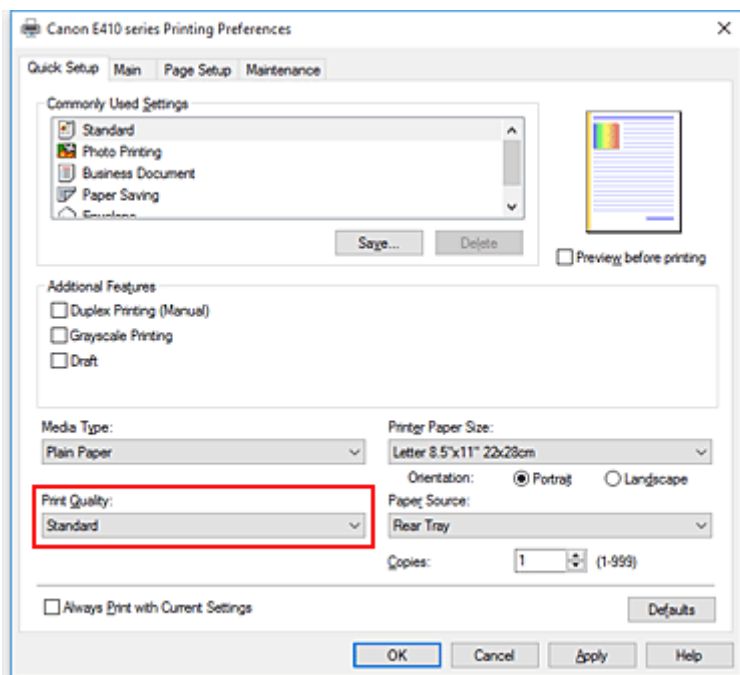 Canon E410 series Printing Preferences
Quick Setup Main Page Setup Maintenance
Commonly Used Settings
Standard
Photo Printing
Business Document
Paper Saving
Envelope
Save... Delete
Preview before printing
Additional Features
Duplex Printing (Manual)
Grayscale Printing
Draft
Media Type: Printer Paper Size:
Plain Paper Letter 8.5"x11" 22x28cm
Orientation: Portrait Landscape
Print Quality: Paper Source:
Standard Rear Tray
Copies: 1 (1-999)
Always Print with Current Settings Defaults
OK Cancel Apply Help